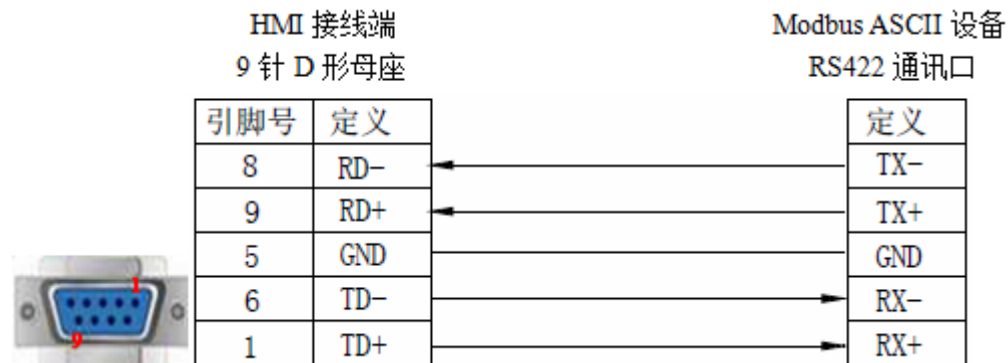 HMI 接线端 Modbus ASCII 设备
9 针 D 形母座 RS422 通讯口
引脚号 定义 定义
8 RD- TX-
9 RD+ TX+
5 GND GND
6 TD- RX-
1 TD+ RX+
1
9